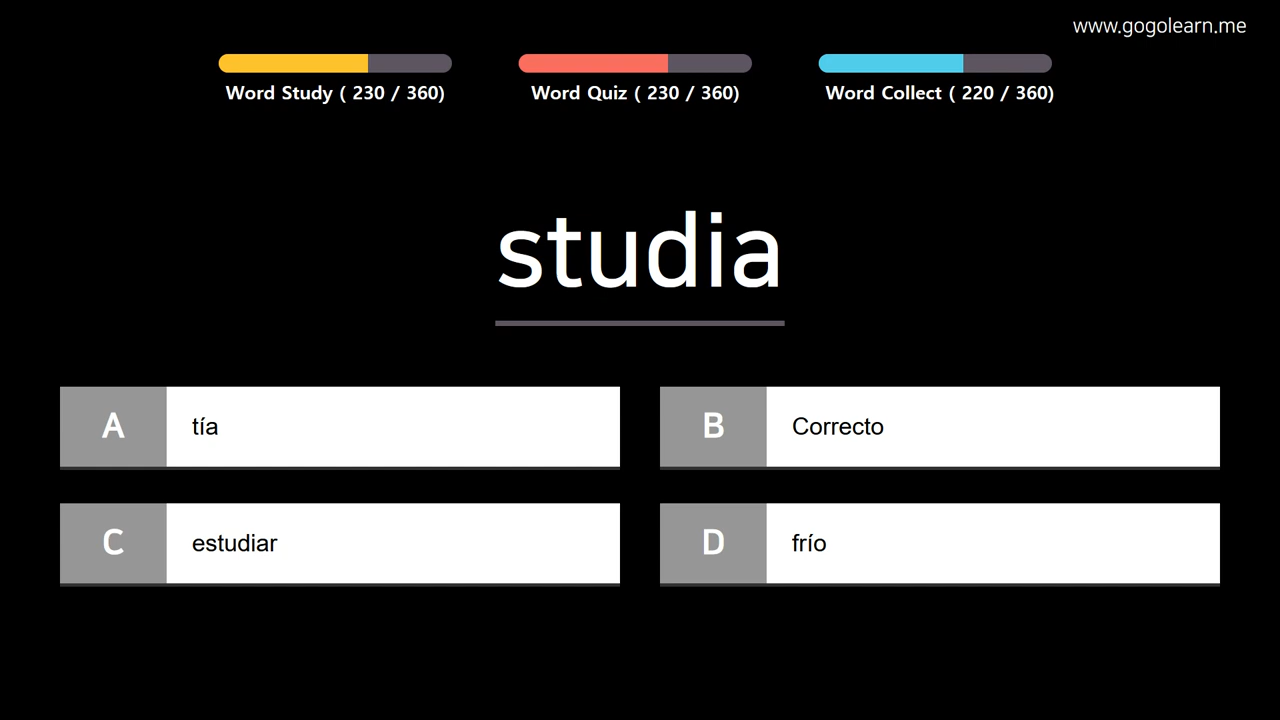 www.gogolearn.me
Word Study ( 230 / 360)
Word Quiz ( 230 / 360)
Word Collect ( 220 / 360)
studia
A tía
B Correcto
C estudiar
D frío